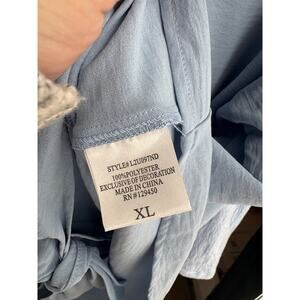 STYLE# L2U097ND
100%POLYESTER
EXCLUSIVE OF DECORATION
MADE IN CHINA
RN #129450
XL